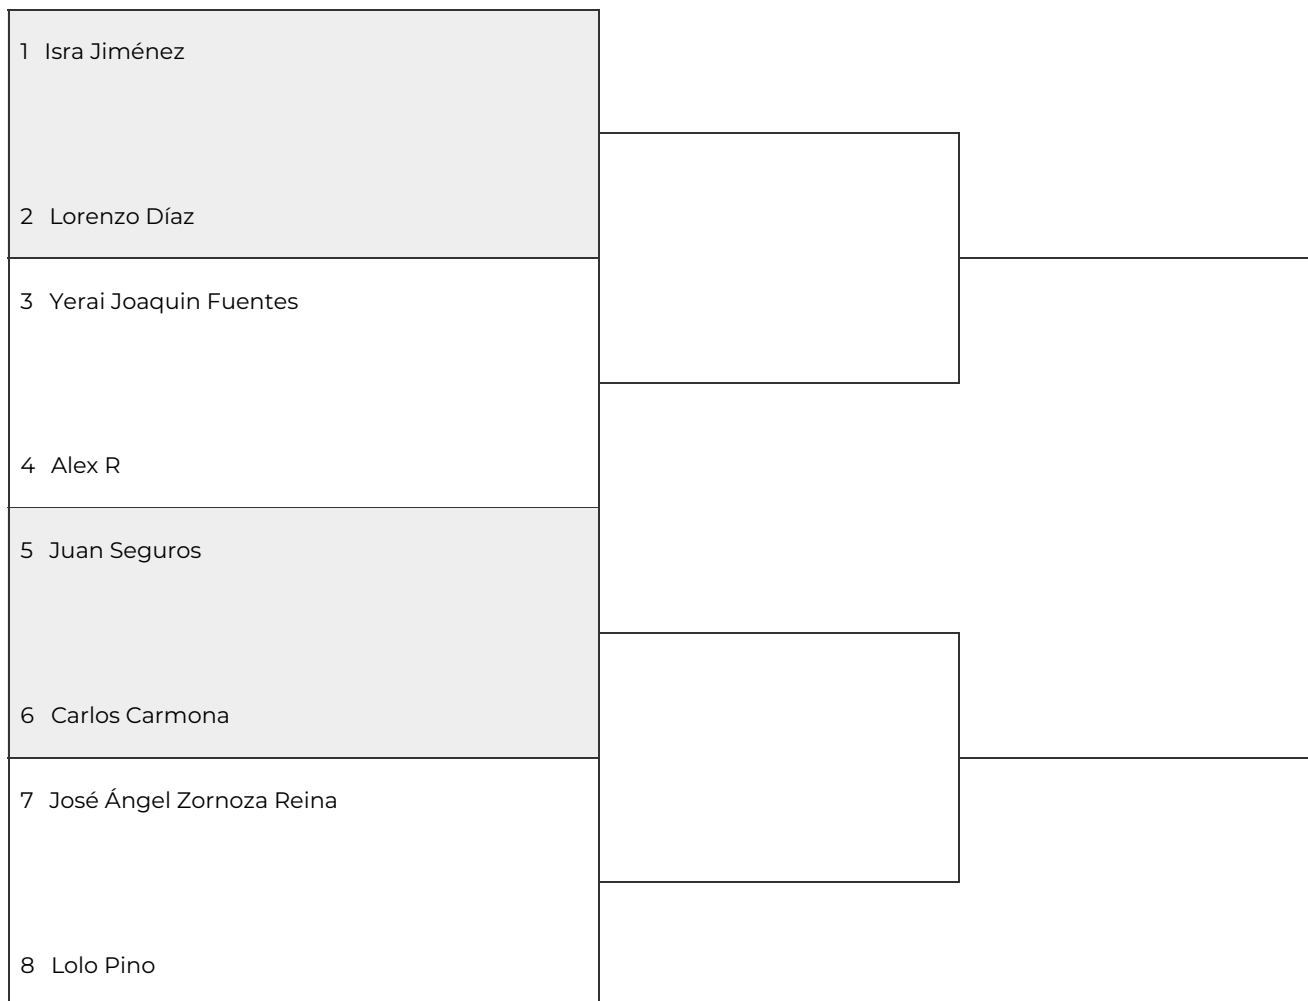 1 Isra Jiménez
2 Lorenzo Díaz
3 Yerai Joaquin Fuentes
4 Alex R
5 Juan Seguros
6 Carlos Carmona
7 José Ángel Zornoza Reina
8 Lolo Pino